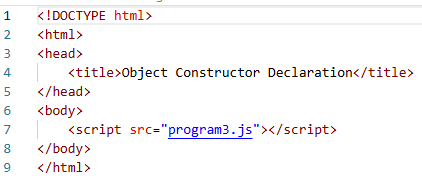 1 <!DOCTYPE html>
2 <html>
3 <head>
4     <title>Object Constructor Declaration</title>
5 </head>
6 <body>
7     <script src="program3.js"></script>
8 </body>
9 </html>